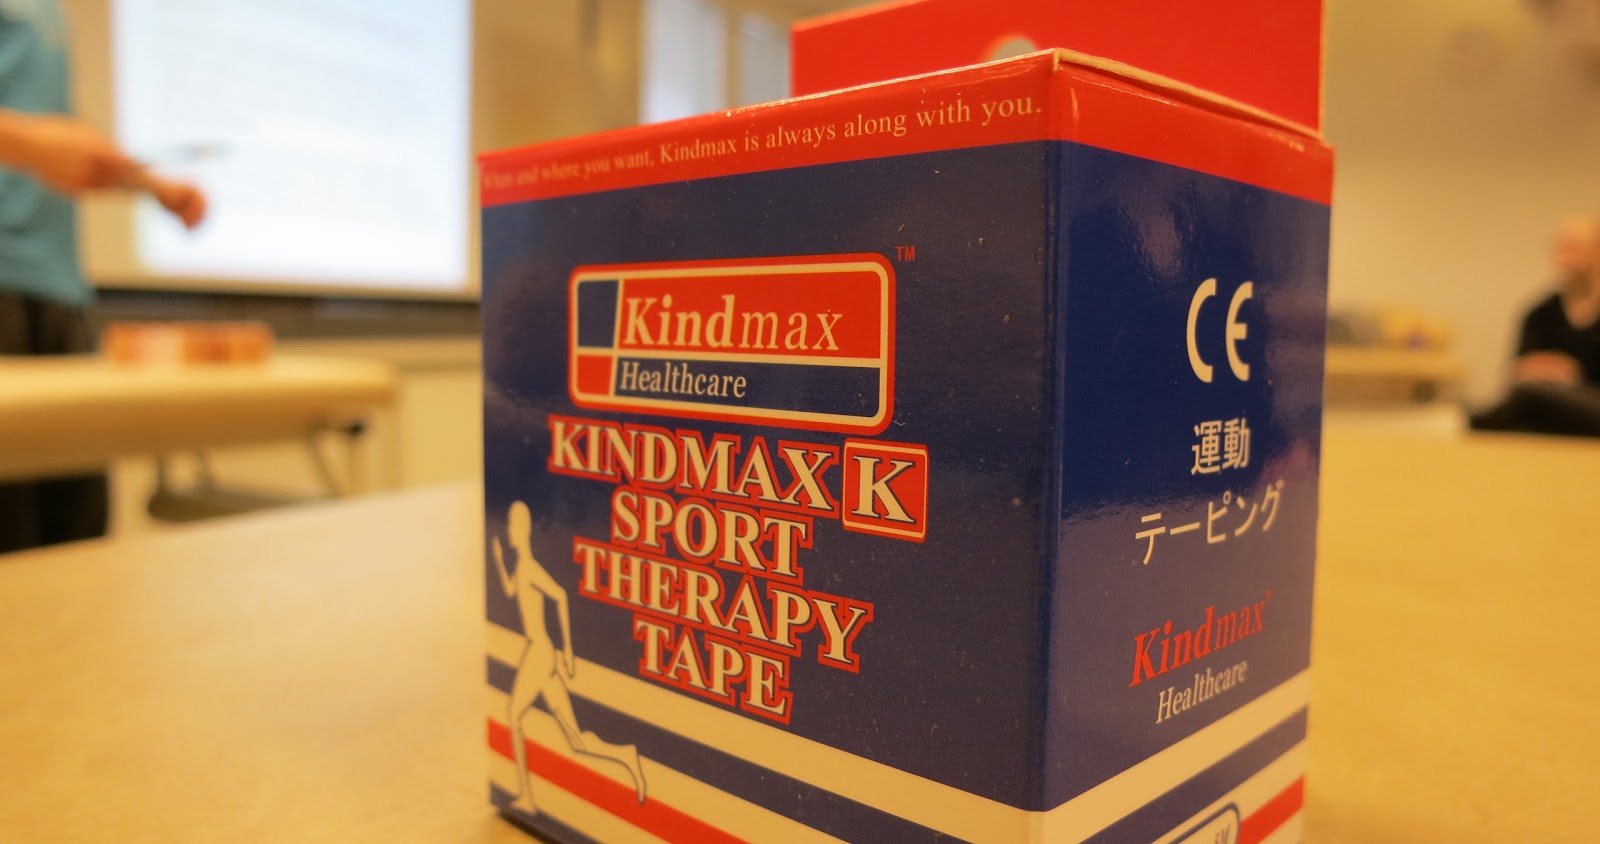 When and where you want, Kindmax is always along with you.
Kindmax
TM
Healthcare
KINDMAX K
SPORT
THERAPY
TAPE
CE
運動
テーピング
Kindmax
Healthcare